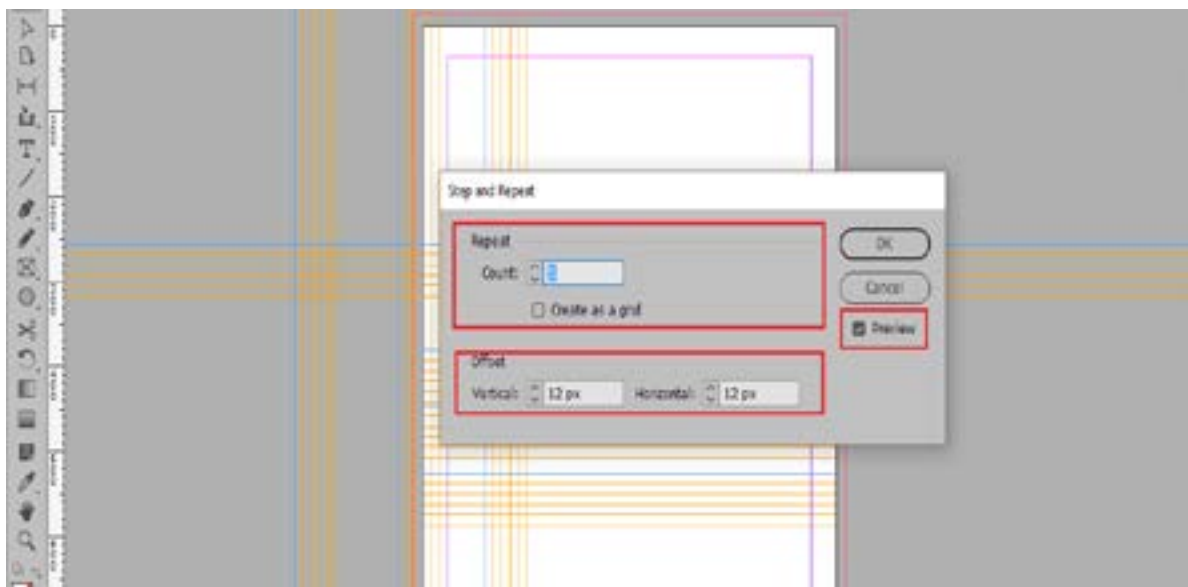 Step and Repeat
Repeat
OK
Count:
Cancel
Create as a grid
Preview
Offset
Vertical: 12 px Horizontal: 12 px